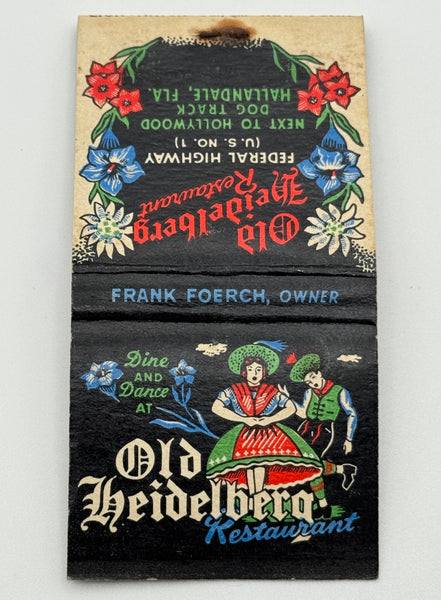 Old
Heidelberg
Restaurant
FEDERAL HIGHWAY
(U. S. NO. 1)
NEXT TO HOLLYWOOD
DOG TRACK
HALLANDALE, FLA.
FRANK FOERCH, OWNER
Dine
AND
Dance
AT
Old
Heidelberg
Restaurant